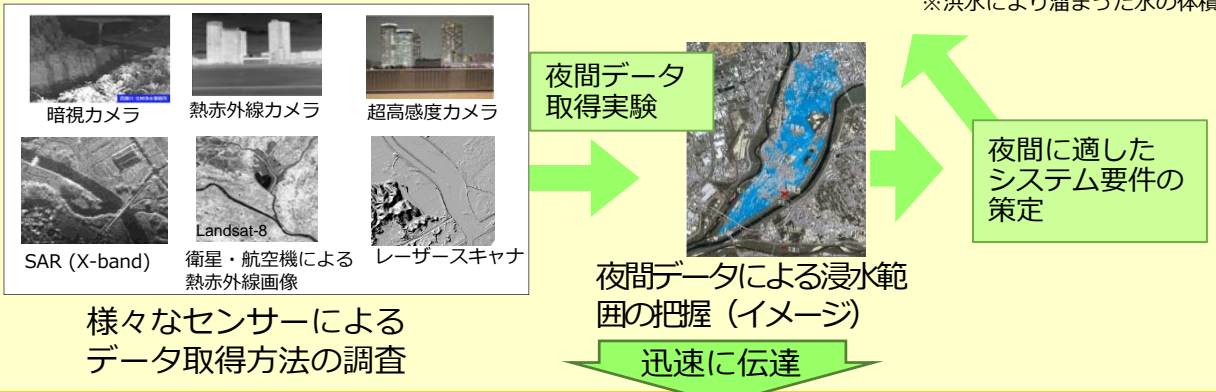 ※洪水により溜まった水の体積
暗視カメラ
熱赤外線カメラ
超高感度カメラ
SAR (X-band)
Landsat-8
衛星・航空機による
熱赤外線画像
レーザースキャナ
様々なセンサーによる
データ取得方法の調査
夜間データ
取得実験
夜間データによる浸水範
囲の把握（イメージ）
迅速に伝達
夜間に適した
システム要件の
策定